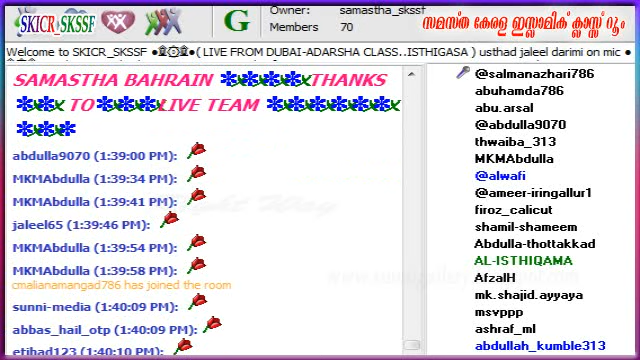 SKICR_SKSSF
G
Owner: samastha_skssf
Members 70
സമസ്ത കേരള ഇസ്ലാമിക് ക്ലാസ്സ് റൂം
Welcome to SKICR_SKSSF ●●( LIVE FROM DUBAI-ADARSHA CLASS..ISTHIGASA ) usthad jaleel darimi on mic ●
SAMASTHA BAHRAIN THANKS
TO LIVE TEAM
abdulla9070 (1:39:00 PM):
MKMAbdulla (1:39:34 PM):
MKMAbdulla (1:39:41 PM):
jaleel65 (1:39:46 PM):
MKMAbdulla (1:39:54 PM):
MKMAbdulla (1:39:58 PM):
cmalianamangad786 has joined the room
sunni-media (1:40:09 PM):
abbas_hail_otp (1:40:09 PM):
etihad123 (1:40:10 PM):
@salmanazhari786
abuhamda786
abu.arsal
@abdulla9070
thwaiba_313
MKMAbdulla
@alwafi
@ameer-iringallur1
firoz_calicut
shamil-shameem
Abdulla-thottakkad
AL-ISTHIQAMA
AfzalH
mk.shajid.ayyaya
msvppp
ashraf_ml
abdullah_kumble313